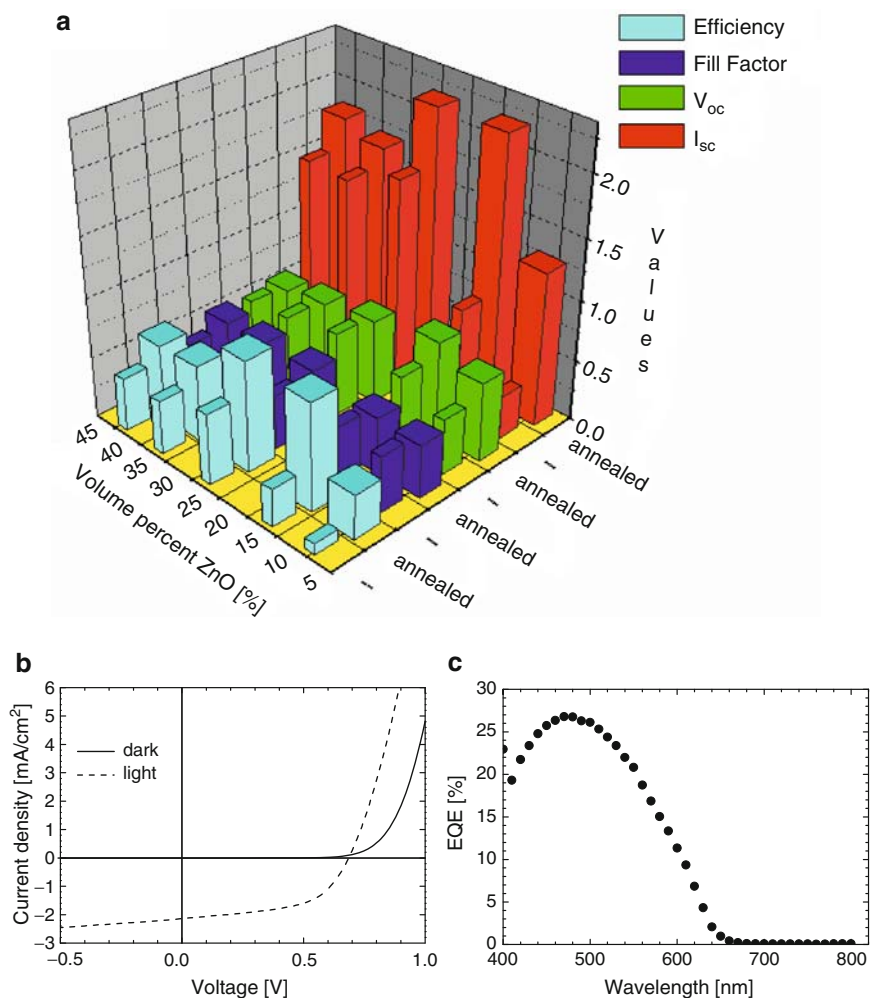 a
Efficiency
Fill Factor
Voc
Isc
Values
2.0
1.5
1.0
0.5
0.0
45
40
35
30
25
20
15
10
5
Volume percent ZnO [%]
--
annealed
--
annealed
--
annealed
--
annealed
b
6
5
4
3
2
1
0
−1
−2
−3
dark
light
Current density [mA/cm²]
−0.5
0.0
0.5
1.0
Voltage [V]
c
30
25
20
15
10
5
0
EQE [%]
400
500
600
700
800
Wavelength [nm]